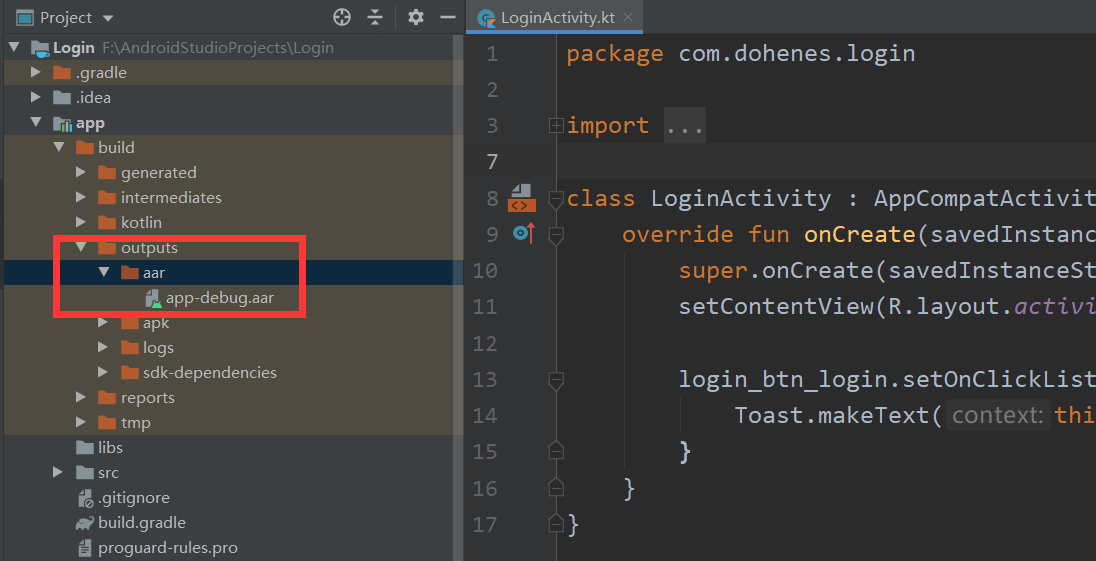 Project
Login F:\AndroidStudioProjects\Login
.gradle
.idea
app
build
generated
intermediates
kotlin
outputs
aar
app-debug.aar
apk
logs
sdk-dependencies
reports
tmp
libs
src
.gitignore
build.gradle
proguard-rules.pro
LoginActivity.kt
1 package com.dohenes.login
2
3 import ...
7
8 class LoginActivity : AppCompatActivit
9 override fun onCreate(savedInstanc
10 super.onCreate(savedInstanceSt
11 setContentView(R.layout.activi
12
13 login_btn_login.setOnClickList
14 Toast.makeText( context: thi
15 }
16 }
17 }